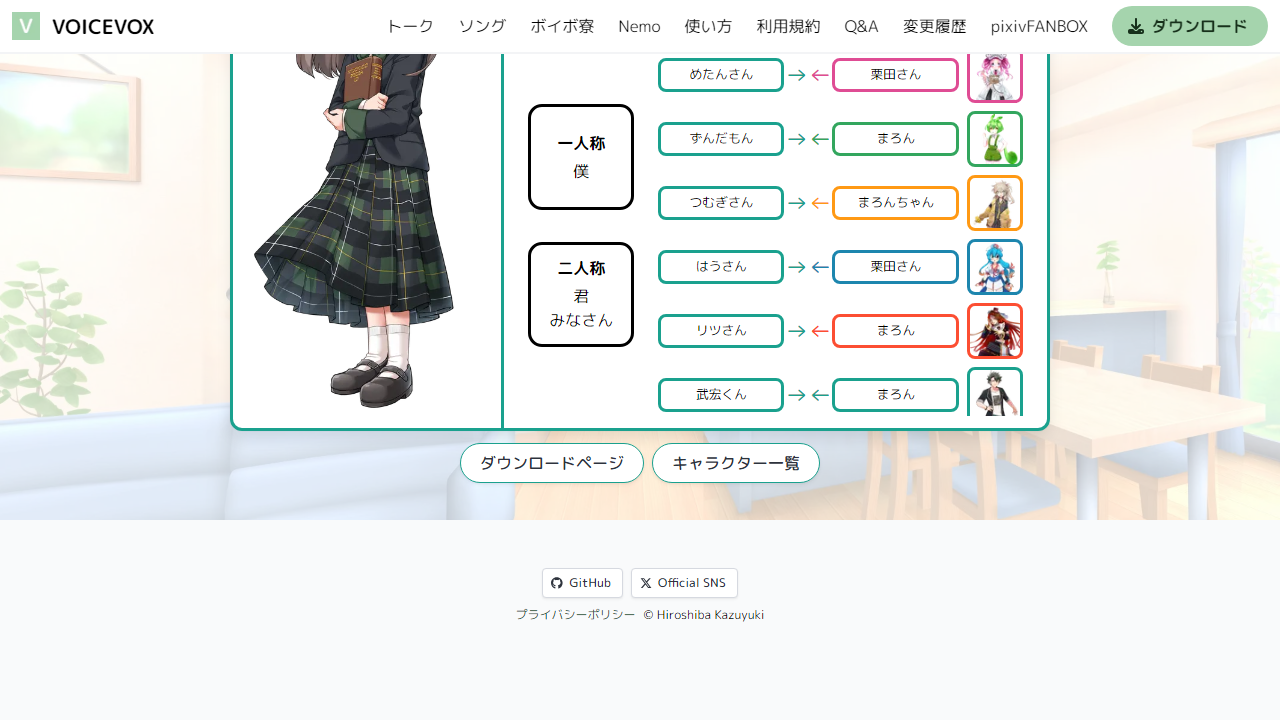 V VOICEVOX トーク ソング ボイボ寮 Nemo 使い方 利用規約 Q&A 変更履歴 pixivFANBOX ダウンロード
めたんさん → ← 栗田さん
ずんだもん → ← まろん
一人称
僕
つむぎさん → ← まろんちゃん
はうさん → ← 栗田さん
二人称
君
みなさん
リツさん → ← まろん
武宏くん → ← まろん
ダウンロードページ キャラクター一覧
GitHub Official SNS
プライバシーポリシー © Hiroshiba Kazuyuki